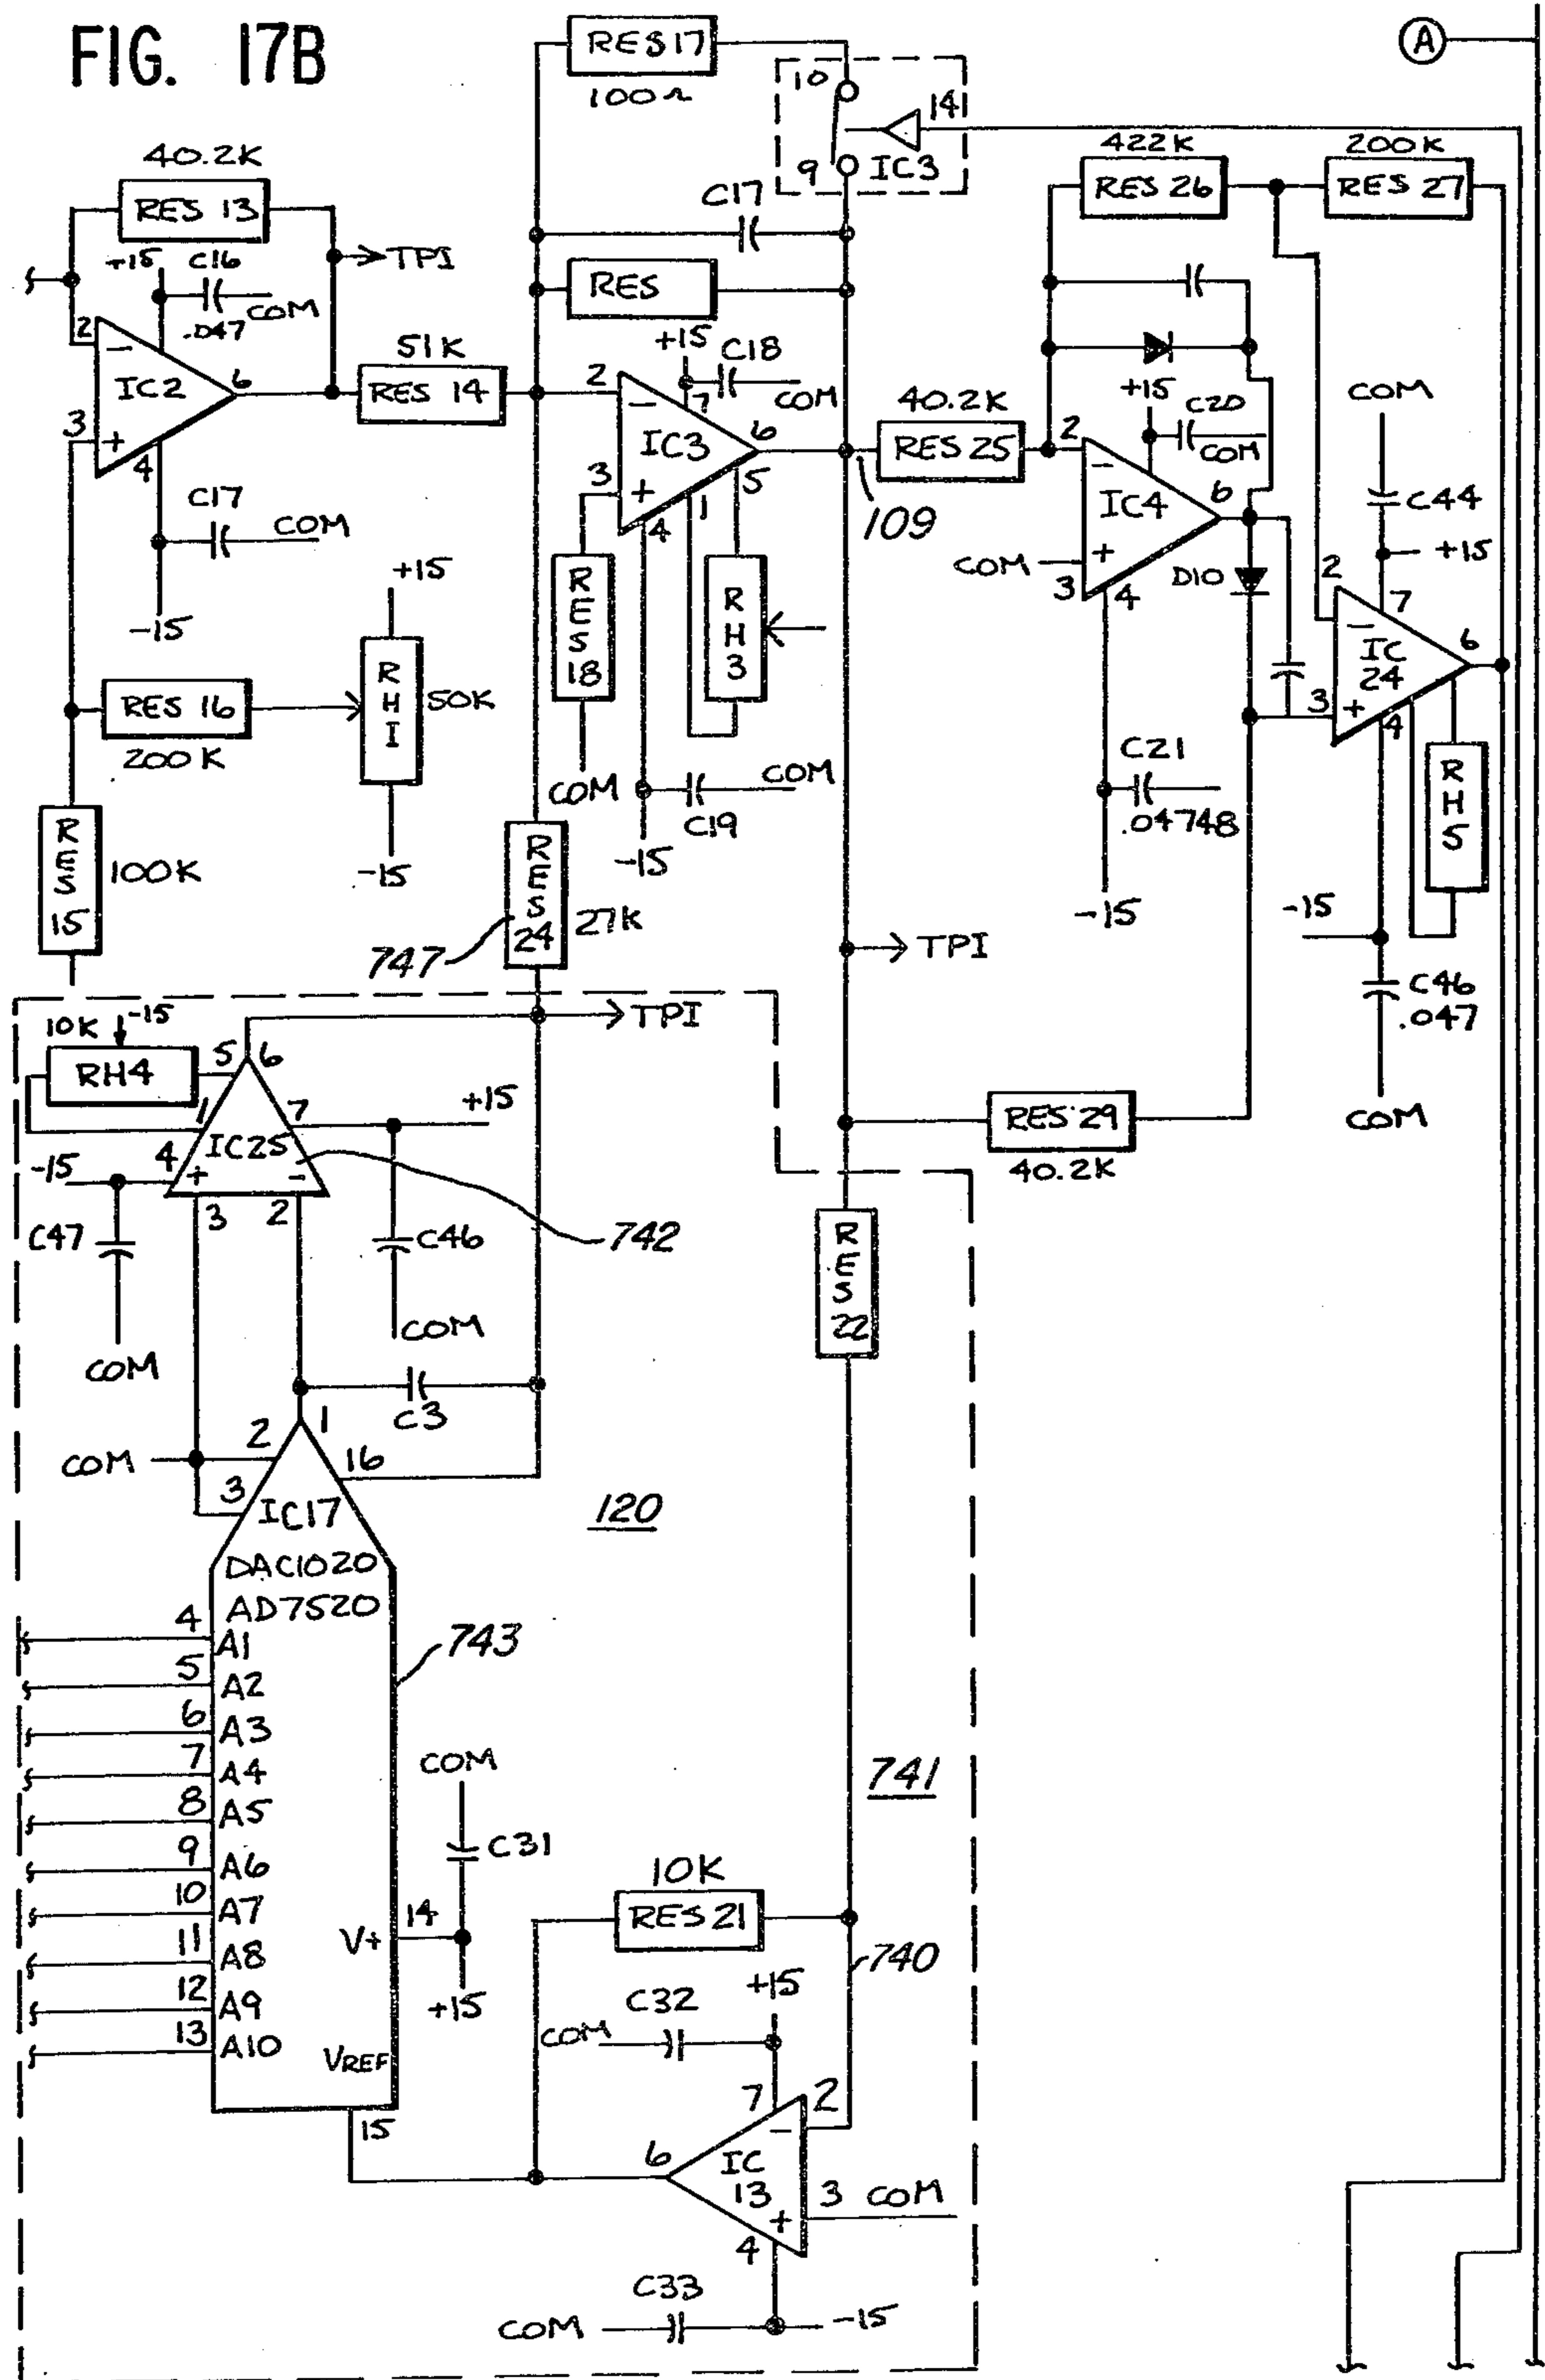 FIG. 17B
RES 17
100Ω
A
10
14
9
IC3
40.2K
RES 13
+15
C16
COM
.047
TPI
2
-
IC2
6
3
+
4
C17
COM
-15
51K
RES 14
C17
RES
+15
C18
COM
2
-
7
IC3
6
3
+
4
1
5
RES 18
COM
RH3
C19
COM
-15
RES 16
200K
+15
RHI
50K
-15
RES 15
100K
747
RES 24
27K
422K
RES 26
200K
RES 27
40.2K
RES 25
109
+15
C20
COM
2
-
IC4
6
COM
+
3
4
D10
C21
.04748
-15
COM
C44
+15
2
7
-
IC 24
6
3
+
4
RH5
-15
C46
.047
COM
TPI
RES 29
40.2K
TPI
10K
-15
RH4
5
6
1
7
+15
IC25
-15
4
+
-
3
2
C47
COM
C46
COM
742
RES 22
C3
COM
2
1
16
3
IC17
DAC1020
AD7520
120
743
4 A1
5 A2
6 A3
7 A4
8 A5
9 A6
10 A7
11 A8
12 A9
13 A10
COM
C31
V+
14
+15
VREF
15
741
10K
RES 21
740
+15
C32
COM
7
2
-
6
IC 13
3 COM
+
4
C33
COM
-15